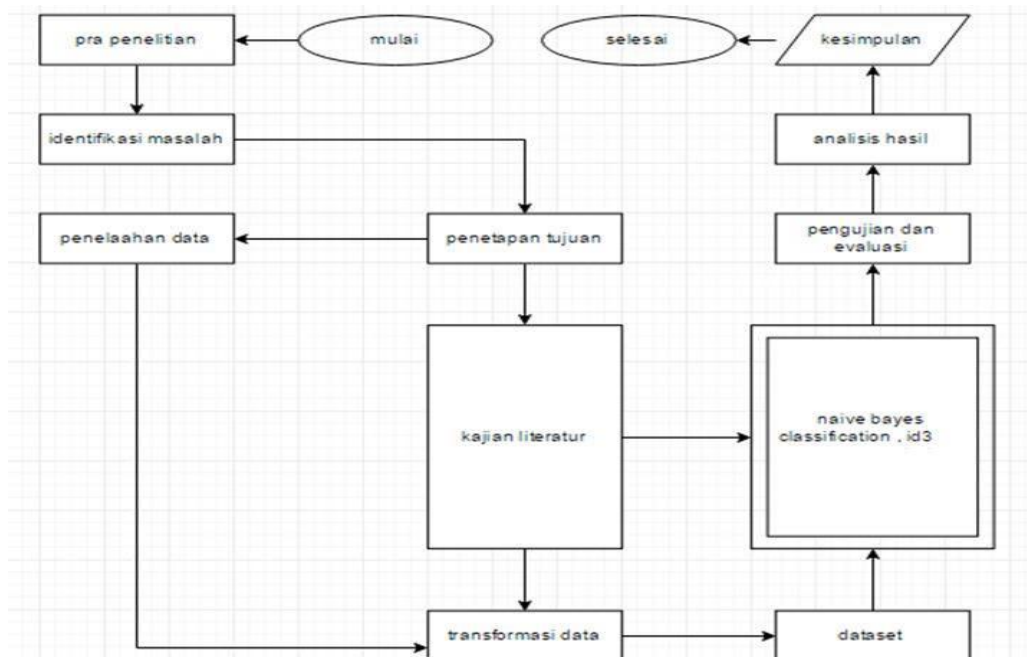 pra penelitian
mulai
selesai
kesimpulan
identifikasi masalah
analisis hasil
penelaahan data
penetapan tujuan
pengujian dan
evaluasi
kajian literatur
naive bayes
classification , id3
transformasi data
dataset